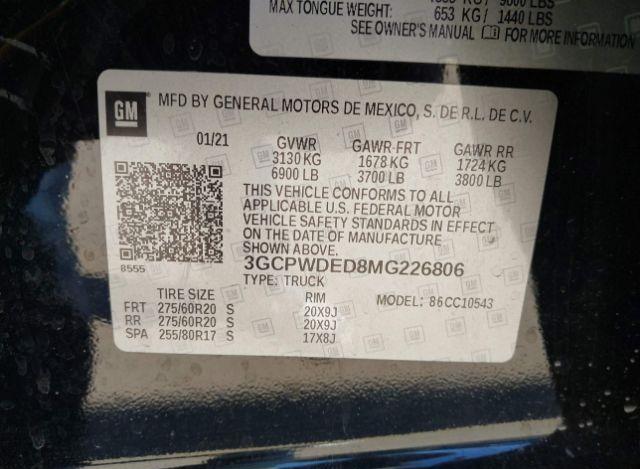 MAX TONGUE WEIGHT: 653 KG / 1440 LBS
SEE OWNER'S MANUAL FOR MORE INFORMATION
GM MFD BY GENERAL MOTORS DE MEXICO, S. DE R.L. DE C.V.
01/21 GVWR GAWR-FRT GAWR RR
3130 KG 1678 KG 1724 KG
6900 LB 3700 LB 3800 LB
THIS VEHICLE CONFORMS TO ALL
APPLICABLE U.S. FEDERAL MOTOR
VEHICLE SAFETY STANDARDS IN EFFECT
ON THE DATE OF MANUFACTURE
SHOWN ABOVE.
8555 3GCPWDED8MG226806
TYPE: TRUCK
TIRE SIZE RIM MODEL: 86CC10543
FRT 275/60R20 S 20X9J
RR 275/60R20 S 20X9J
SPA 255/80R17 S 17X8J